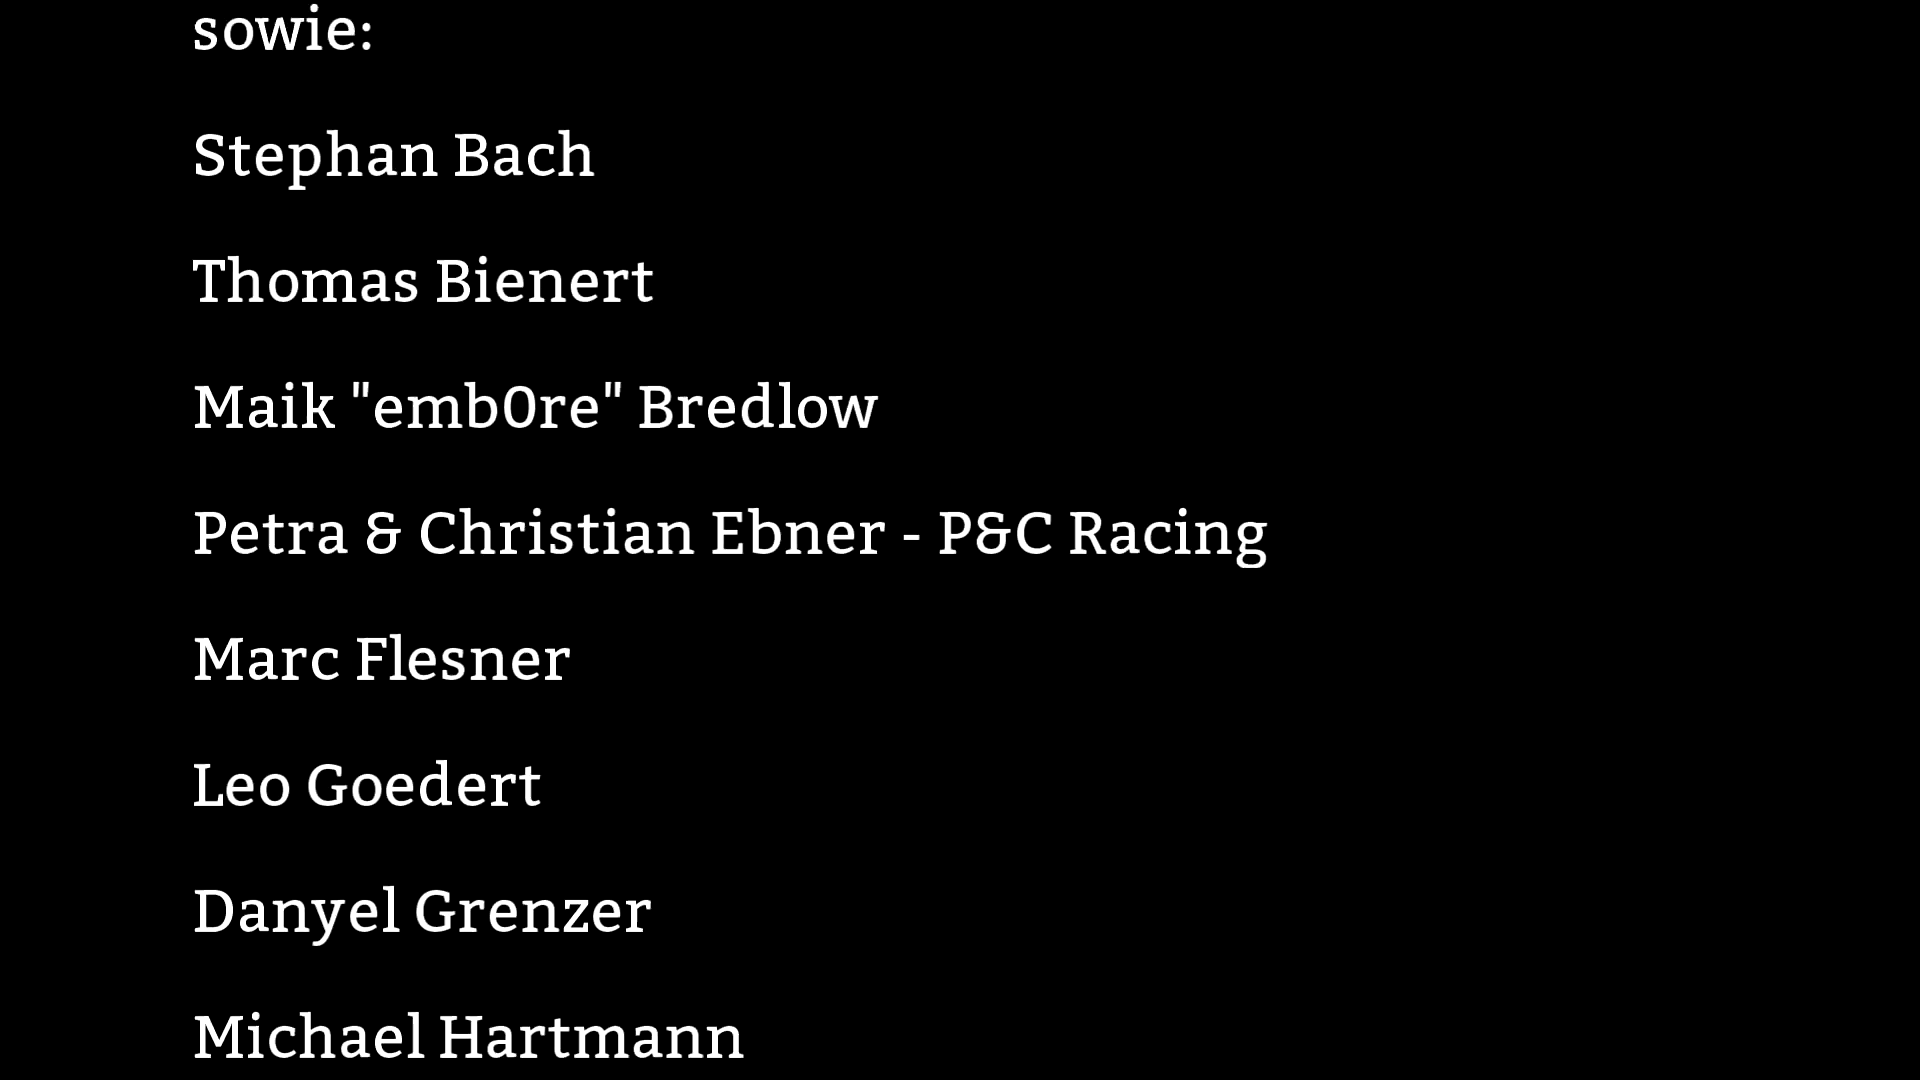 sowie:
Stephan Bach
Thomas Bienert
Maik "emb0re" Bredlow
Petra & Christian Ebner - P&C Racing
Marc Flesner
Leo Goedert
Danyel Grenzer
Michael Hartmann